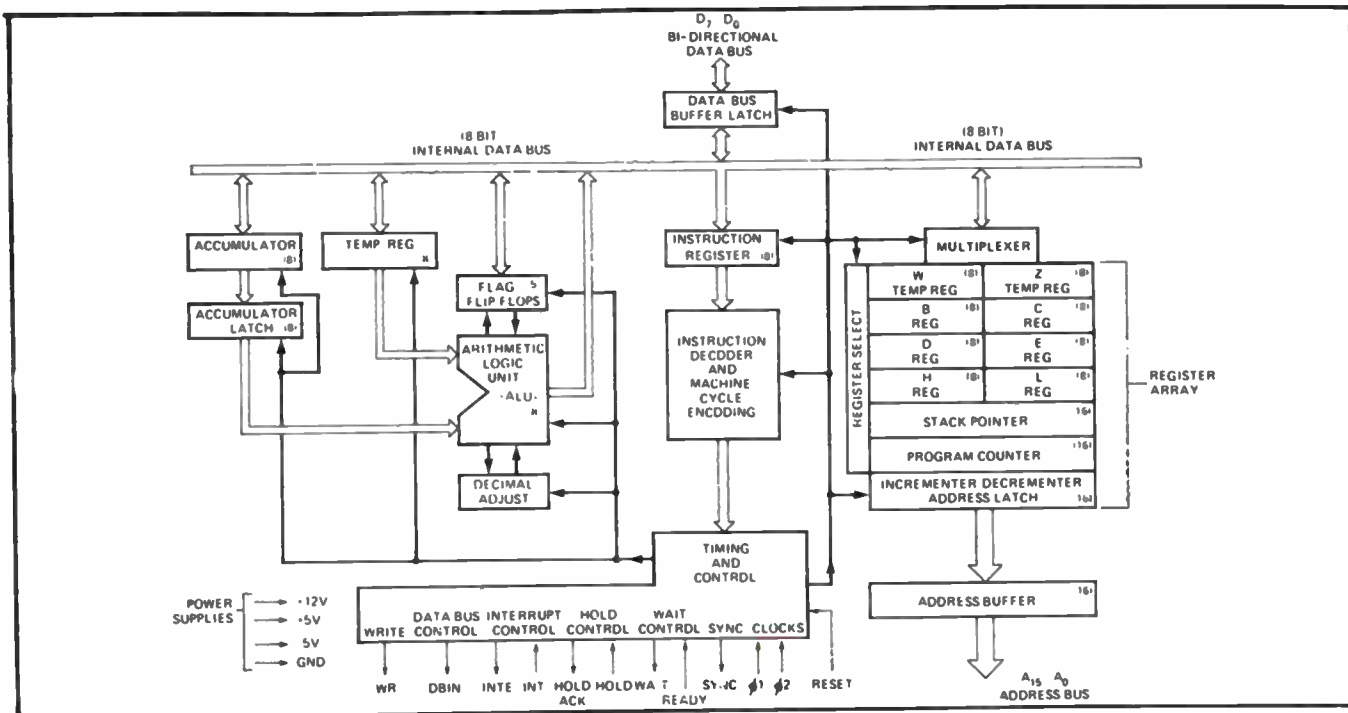 D7 D0
BI-DIRECTIONAL
DATA BUS
DATA BUS
BUFFER LATCH
(8 BIT
INTERNAL DATA BUS
(8 BIT)
INTERNAL DATA BUS
ACCUMULATOR
(8)
TEMP REG
INSTRUCTION
REGISTER (8)
MULTIPLEXER
FLAG 5
FLIP FLOPS
ACCUMULATOR
LATCH (8)
ARITHMETIC
LOGIC
UNIT
-ALU-
DECIMAL
ADJUST
INSTRUCTION
DECODER
AND
MACHINE
CYCLE
ENCODING
REGISTER SELECT
W (8)
TEMP REG
Z (8)
TEMP REG
B (8)
REG
C (8)
REG
D (8)
REG
E (8)
REG
H (8)
REG
L (8)
REG
STACK POINTER 16)
PROGRAM COUNTER (16)
INCREMENTER DECREMENTER
ADDRESS LATCH 16)
REGISTER
ARRAY
TIMING
AND
CONTROL
ADDRESS BUFFER 16)
A15 A0
ADDRESS BUS
POWER
SUPPLIES
+12V
+5V
5V
GND
WRITE
DATA BUS
CONTROL
INTERRUPT
CONTROL
HOLD
CONTROL
WAIT
CONTROL
SYNC
CLOCKS
WR
DBIN
INTE
INT
HOLD
ACK
HOLD
WAIT
READY
SYNC
ϕ1
ϕ2
RESET